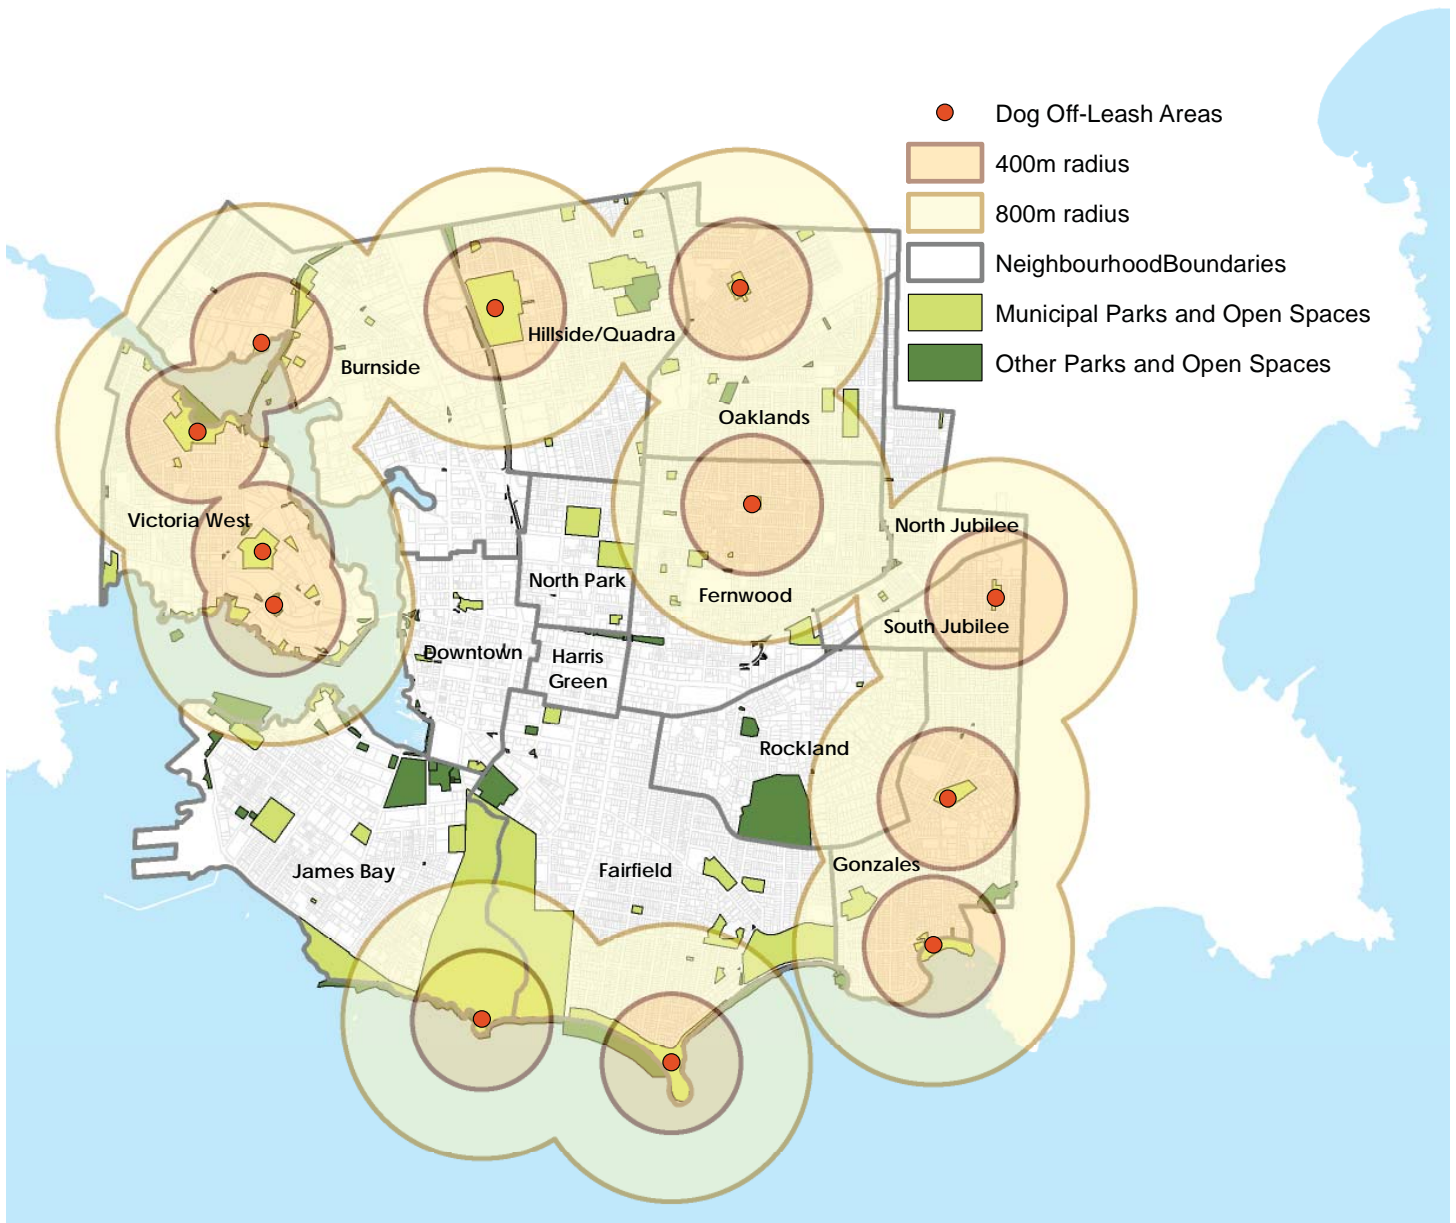 Dog Off-Leash Areas
400m radius
800m radius
NeighbourhoodBoundaries
Municipal Parks and Open Spaces
Other Parks and Open Spaces
Hillside/Quadra
Burnside
Oaklands
Victoria West
North Jubilee
North Park
Fernwood
South Jubilee
Downtown
Harris
Green
Rockland
James Bay
Fairfield
Gonzales